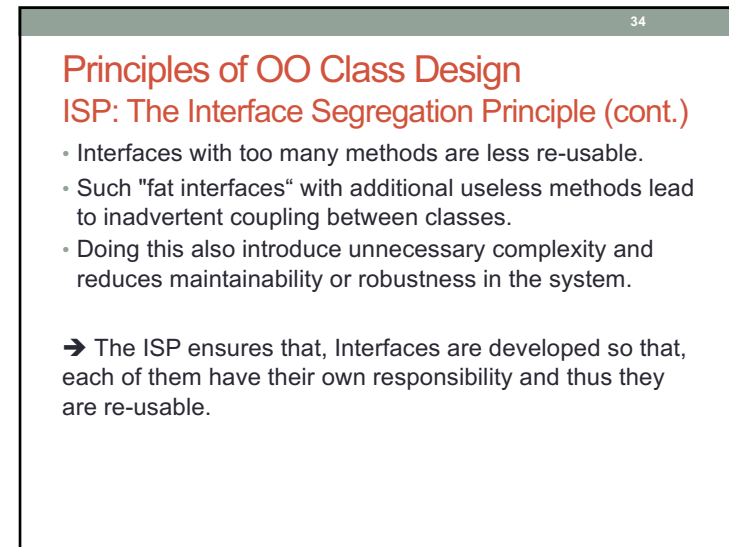 34
Principles of OO Class Design
ISP: The Interface Segregation Principle (cont.)
• Interfaces with too many methods are less re-usable.
• Such "fat interfaces“ with additional useless methods lead
to inadvertent coupling between classes.
• Doing this also introduce unnecessary complexity and
reduces maintainability or robustness in the system.
➔ The ISP ensures that, Interfaces are developed so that,
each of them have their own responsibility and thus they
are re-usable.